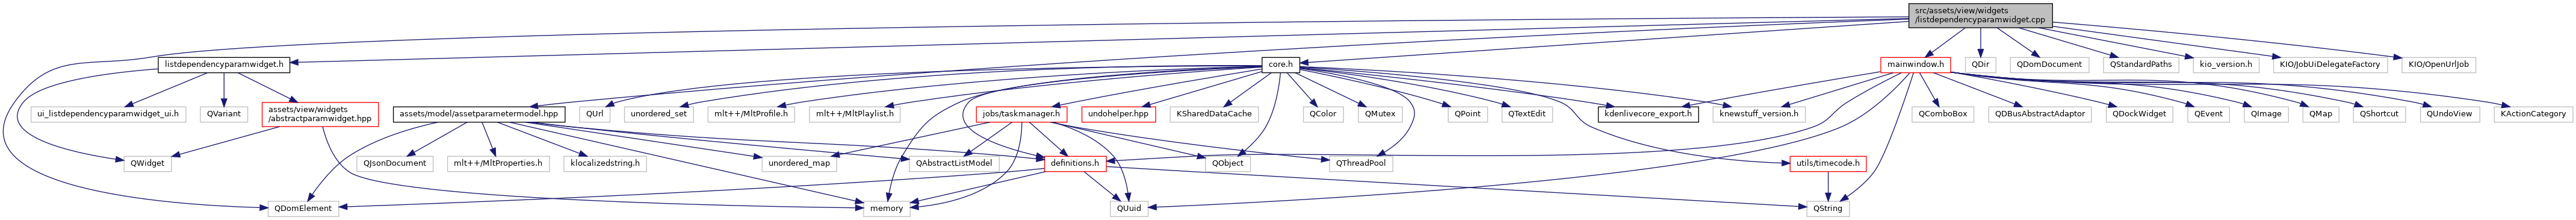 src/assets/view/widgets
/listdependencyparamwidget.cpp
listdependencyparamwidget.h
core.h
mainwindow.h
QDir
QDomDocument
QStandardPaths
kio_version.h
KIO/JobUiDelegateFactory
KIO/OpenUrlJob
ui_listdependencyparamwidget_ui.h
QVariant
assets/view/widgets
/abstractparamwidget.hpp
assets/model/assetparametermodel.hpp
QUrl
unordered_set
mlt++/MltProfile.h
mlt++/MltPlaylist.h
jobs/taskmanager.h
undohelper.hpp
KSharedDataCache
QColor
QMutex
QPoint
QTextEdit
kdenlivecore_export.h
knewstuff_version.h
QComboBox
QDBusAbstractAdaptor
QDockWidget
QEvent
QImage
QMap
QShortcut
QUndoView
KActionCategory
QWidget
QJsonDocument
mlt++/MltProperties.h
klocalizedstring.h
unordered_map
QAbstractListModel
definitions.h
QObject
QThreadPool
utils/timecode.h
QDomElement
memory
QUuid
QString